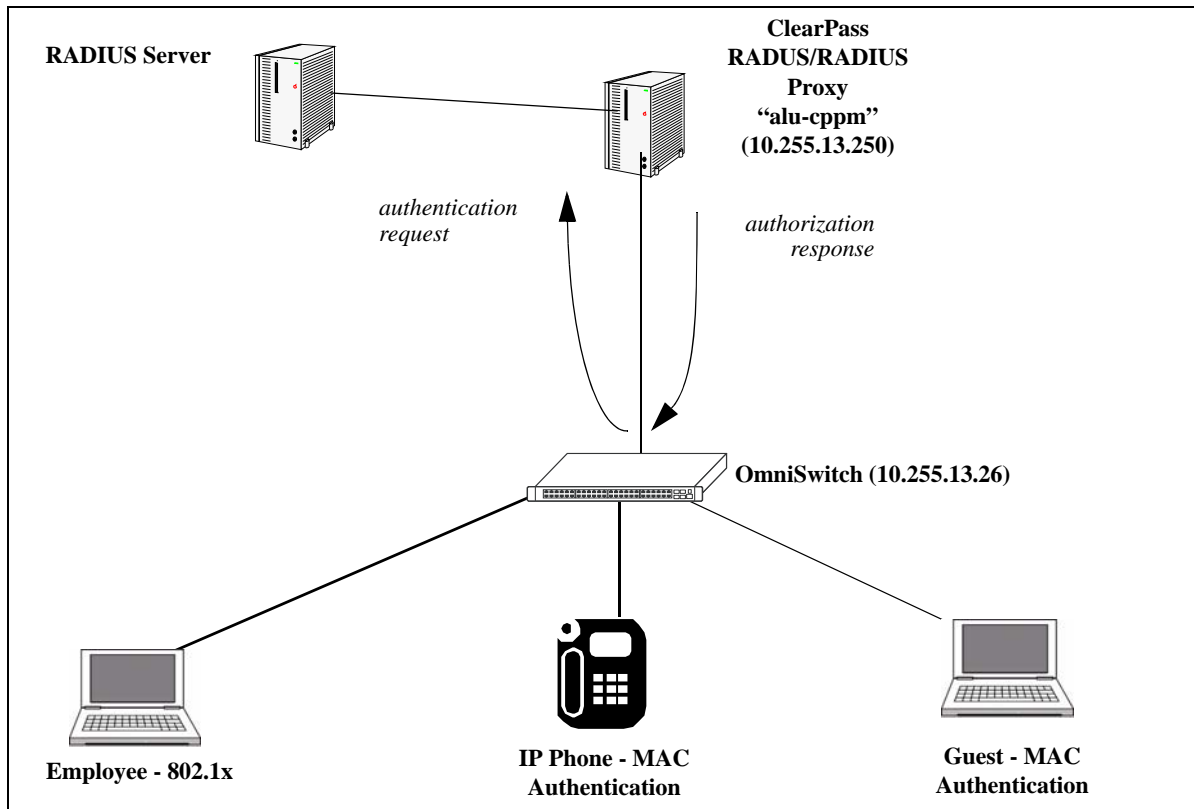 RADIUS Server
ClearPass
RADUS/RADIUS
Proxy
“alu-cppm”
(10.255.13.250)
authentication
request
authorization
response
OmniSwitch (10.255.13.26)
Employee - 802.1x
IP Phone - MAC
Authentication
Guest - MAC
Authentication